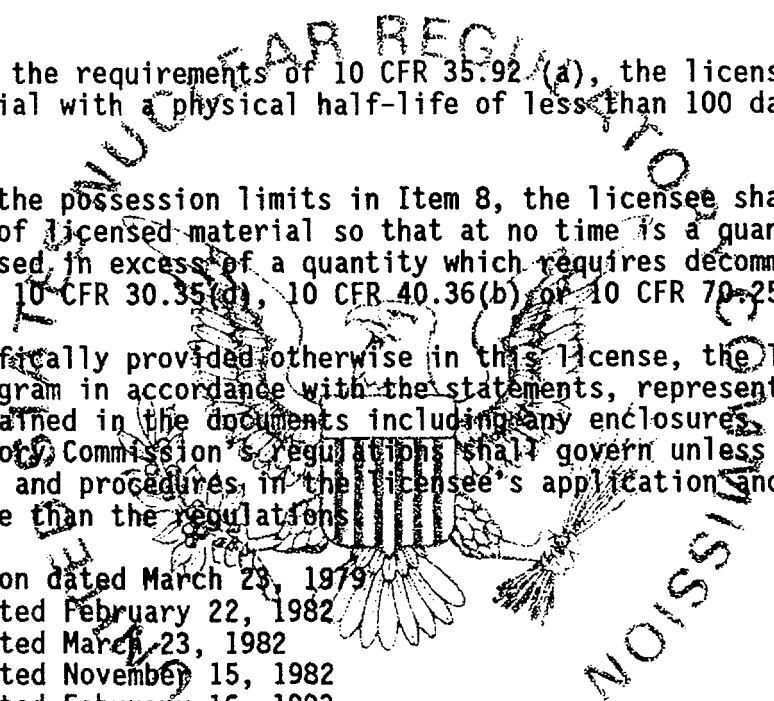 the requirements of 10 CFR 35.92 (a), the licens
ial with a physical half-life of less than 100 da
the possession limits in Item 8, the licensee sha
of licensed material so that at no time is a quan
sed in excess of a quantity which requires decomm
10 CFR 30.35(d), 10 CFR 40.36(b) or 10 CFR 70.25
fically provided otherwise in this license, the l
gram in accordance with the statements, represent
ained in the documents including any enclosures,
ory Commission's regulations shall govern unless
and procedures in the licensee's application and
e than the regulations
on dated March 23, 1979
ted February 22, 1982
ted March 23, 1982
ted November 15, 1982
UNITED STATES NUCLEAR REGULATORY COMMISSION